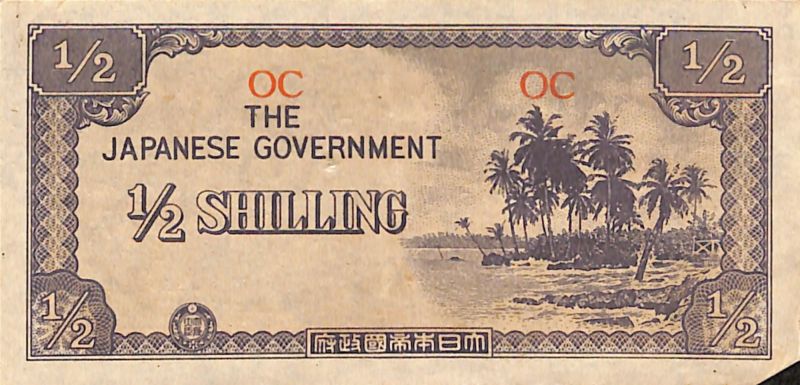 1/2 1/2
OC OC
THE
JAPANESE GOVERNMENT
1/2 SHILLING
1/2 1/2
府政國帝本日大